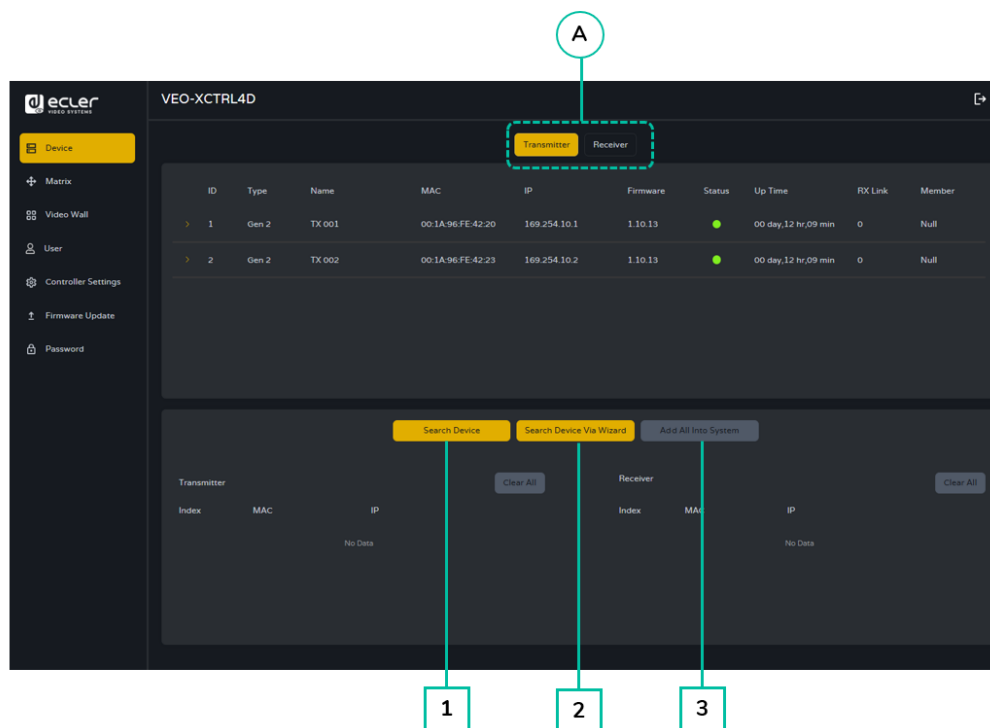 A
ecler
VIDEO SYSTEMS
VEO-XCTRL4D
Device
Matrix
Video Wall
User
Controller Settings
Firmware Update
Password
Transmitter Receiver
ID Type Name MAC IP Firmware Status Up Time RX Link Member
1 Gen 2 TX 001 00:1A:96:FE:42:20 169.254.10.1 1.10.13 00 day,12 hr,09 min 0 Null
2 Gen 2 TX 002 00:1A:96:FE:42:23 169.254.10.2 1.10.13 00 day,12 hr,09 min 0 Null
Search Device Search Device Via Wizard Add All Into System
Transmitter Clear All
Index MAC IP
No Data
Receiver Clear All
Index MAC IP
No Data
1 2 3